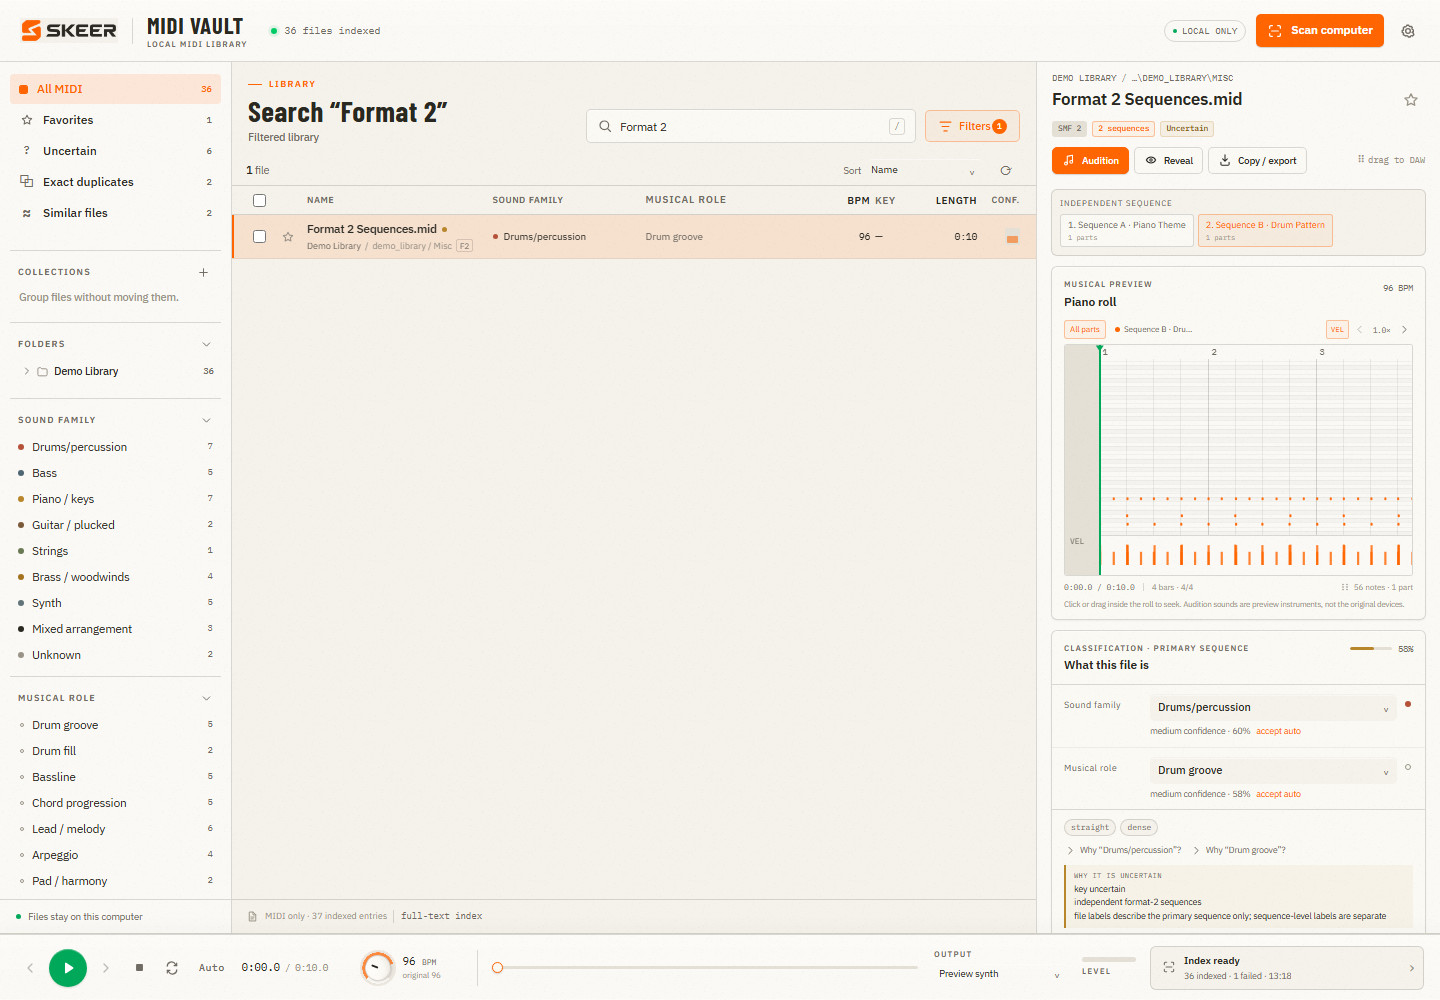 SKEER
MIDI VAULT
LOCAL MIDI LIBRARY
36 files indexed
LOCAL ONLY
Scan computer
All MIDI 36
Favorites 1
? Uncertain 6
Exact duplicates 2
Similar files 2
COLLECTIONS +
Group files without moving them.
FOLDERS
Demo Library 36
SOUND FAMILY
Drums/percussion 7
Bass 5
Piano / keys 7
Guitar / plucked 2
Strings 1
Brass / woodwinds 4
Synth 5
Mixed arrangement 3
Unknown 2
MUSICAL ROLE
Drum groove 5
Drum fill 2
Bassline 5
Chord progression 5
Lead / melody 6
Arpeggio 4
Pad / harmony 2
Files stay on this computer
LIBRARY
Search “Format 2”
Filtered library
Format 2 /
Filters 1
1 file
Sort Name
NAME SOUND FAMILY MUSICAL ROLE BPM KEY LENGTH CONF.
Format 2 Sequences.mid Drums/percussion Drum groove 96 — 0:10
Demo Library / demo_library / Misc F2
MIDI only · 37 indexed entries full-text index
DEMO LIBRARY / …\DEMO_LIBRARY\MISC
Format 2 Sequences.mid
SMF 2 2 sequences Uncertain
Audition Reveal Copy / export drag to DAW
INDEPENDENT SEQUENCE
1. Sequence A · Piano Theme
1 parts
2. Sequence B · Drum Pattern
1 parts
MUSICAL PREVIEW
96 BPM
Piano roll
All parts Sequence B · Dru... VEL 1.0×
1 2 3
VEL
0:00.0 / 0:10.0 4 bars · 4/4 56 notes · 1 part
Click or drag inside the roll to seek. Audition sounds are preview instruments, not the original devices.
CLASSIFICATION · PRIMARY SEQUENCE 58%
What this file is
Sound family Drums/percussion
medium confidence · 60% accept auto
Musical role Drum groove
medium confidence · 58% accept auto
straight dense
Why “Drums/percussion”? Why “Drum groove”?
WHY IT IS UNCERTAIN
key uncertain
independent format-2 sequences
file labels describe the primary sequence only; sequence-level labels are separate
Auto 0:00.0 / 0:10.0
96 BPM
original 96
OUTPUT
Preview synth
LEVEL
Index ready
36 indexed · 1 failed · 13:18